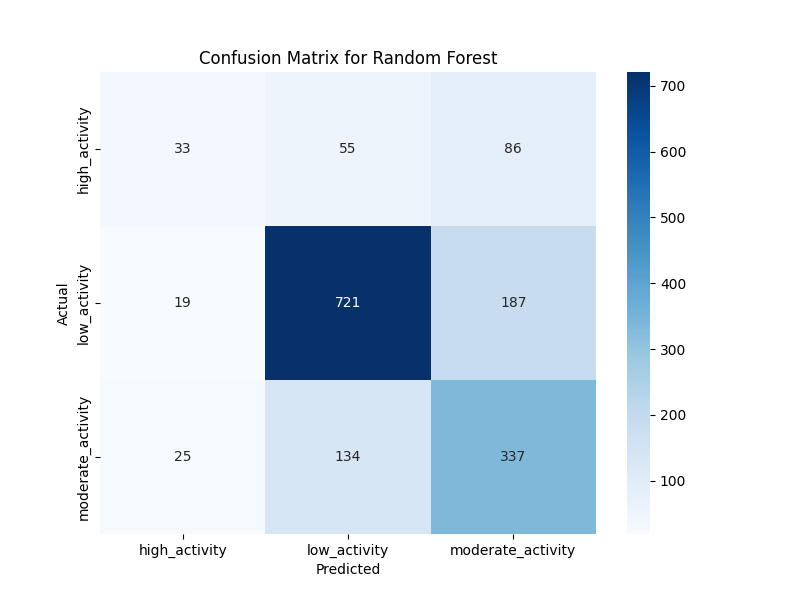 Confusion Matrix for Random Forest
high_activity
33
55
86
Actual
low_activity
19
721
187
moderate_activity
25
134
337
high_activity
low_activity
moderate_activity
Predicted
700
600
500
400
300
200
100